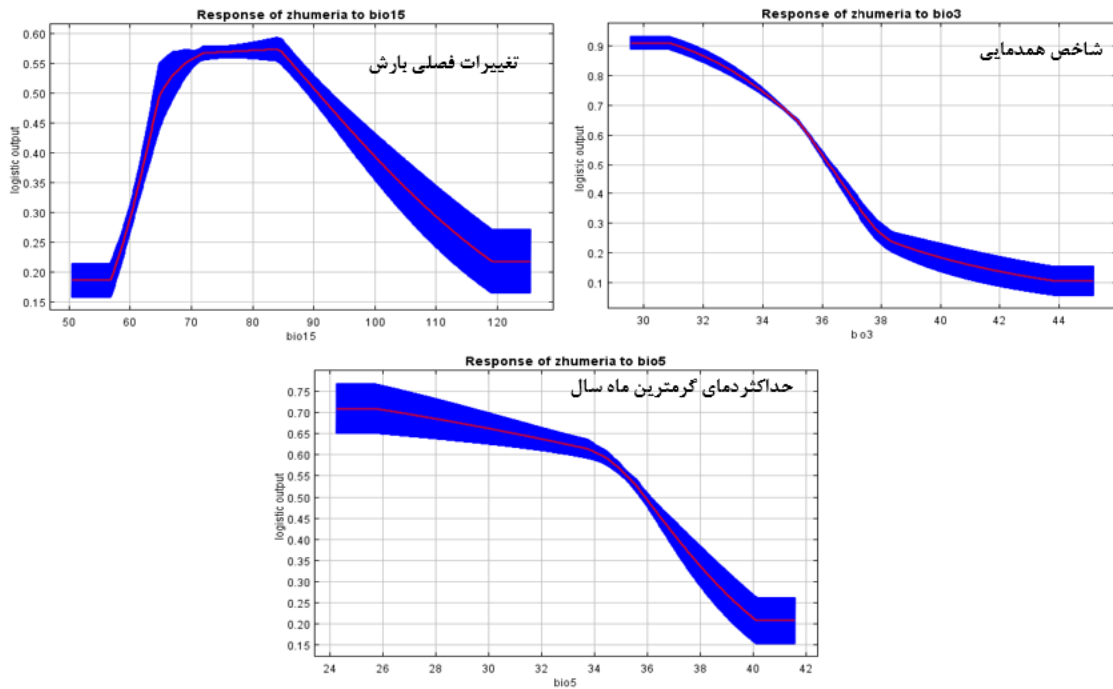 Response of zhumeria to bio15
تغییرات فصلی بارش
logistic output
0.60
0.55
0.50
0.45
0.40
0.35
0.30
0.25
0.20
0.15
50 60 70 80 90 100 110 120
bio15
Response of zhumeria to bio3
شاخص همدمایی
logistic output
0.9
0.8
0.7
0.6
0.5
0.4
0.3
0.2
0.1
30 32 34 36 38 40 42 44
bio3
Response of zhumeria to bio5
حداکثردمای گرمترین ماه سال
logistic output
0.75
0.70
0.65
0.60
0.55
0.50
0.45
0.40
0.35
0.30
0.25
0.20
0.15
24 26 28 30 32 34 36 38 40 42
bio5